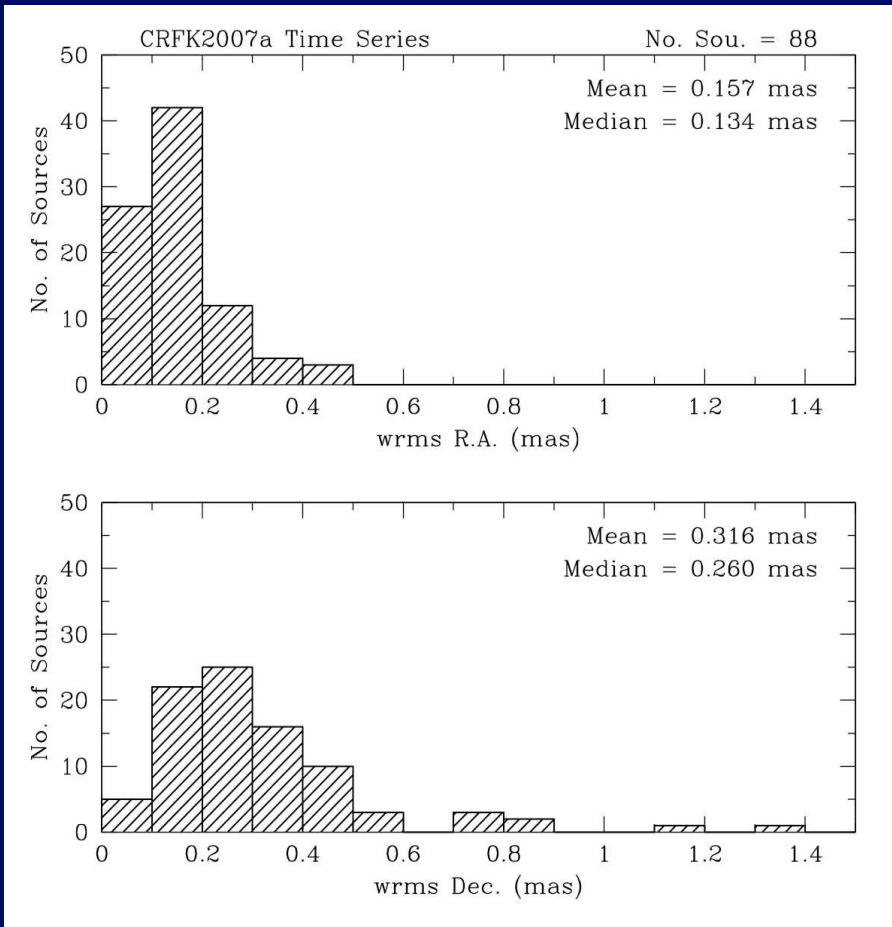 CRFK2007a Time Series No. Sou. = 88
50
Mean = 0.157 mas
Median = 0.134 mas
40
30
20
10
0
No. of Sources
0 0.2 0.4 0.6 0.8 1 1.2 1.4
wrms R.A. (mas)
50
Mean = 0.316 mas
Median = 0.260 mas
40
30
20
10
0
No. of Sources
0 0.2 0.4 0.6 0.8 1 1.2 1.4
wrms Dec. (mas)